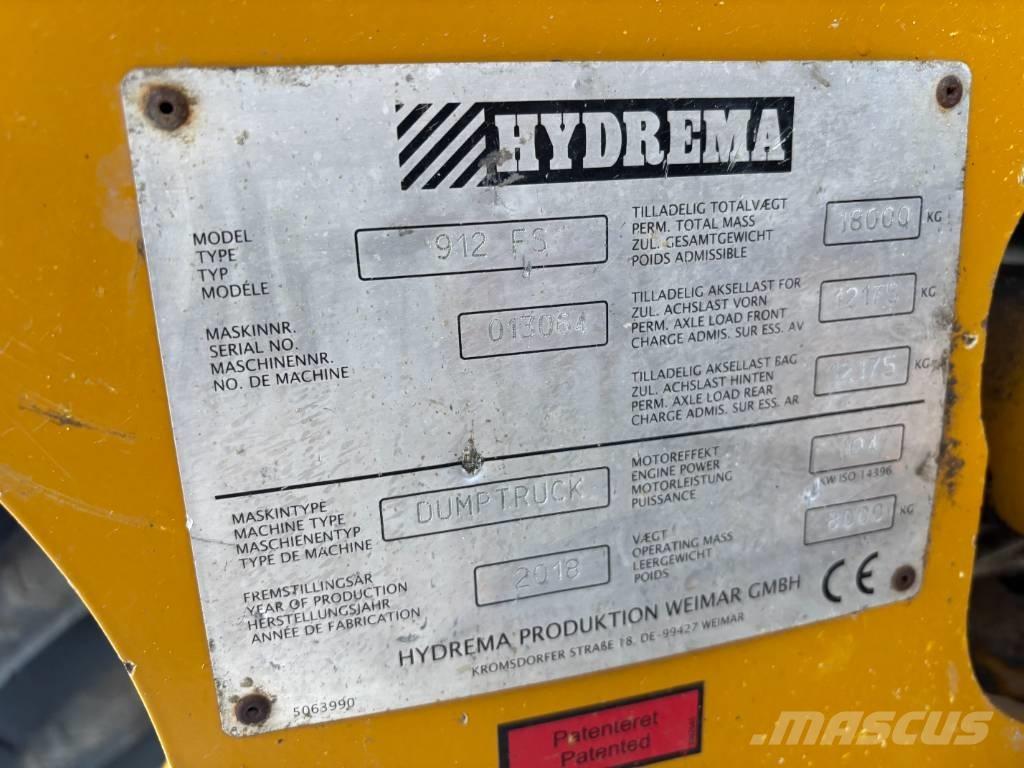 HYDREMA
MODEL
TYPE
TYP
MODÉLE
912 FS
MASKINNR.
SERIAL NO.
MASCHINENNR.
NO. DE MACHINE
013064
TILLADELIG TOTALVÆGT
PERM. TOTAL MASS
ZUL. GESAMTGEWICHT
POIDS ADMISSIBLE
18000 KG
TILLADELIG AKSELLAST FOR
ZUL. ACHSLAST VORN
PERM. AXLE LOAD FRONT
CHARGE ADMIS. SUR ESS. AV
12175 KG
TILLADELIG AKSELLAST BAG
ZUL. ACHSLAST HINTEN
PERM. AXLE LOAD REAR
CHARGE ADMIS. SUR ESS. AR
12175 KG
MASKINTYPE
MACHINE TYPE
MASCHIENENTYP
TYPE DE MACHINE
DUMPTRUCK
FREMSTILLINGSÅR
YEAR OF PRODUCTION
HERSTELLUNGSJAHR
ANNÉE DE FABRICATION
2018
MOTOREFFEKT
ENGINE POWER
MOTORLEISTUNG
PUISSANCE
KW ISO 14396
VÆGT
OPERATING MASS
LEERGEWICHT
POIDS
8000 KG
HYDREMA PRODUKTION WEIMAR GMBH
KROMSDORFER STRAßE 18. DE-99427 WEIMAR
CE
5063990
Patenteret
Patented
MASCUS